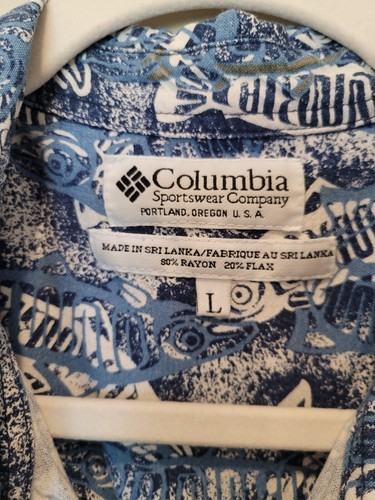 Columbia
Sportswear Company
PORTLAND, OREGON U. S. A.
MADE IN SRI LANKA/FABRIQUE AU SRI LANKA
80% RAYON 20% FLAX
L